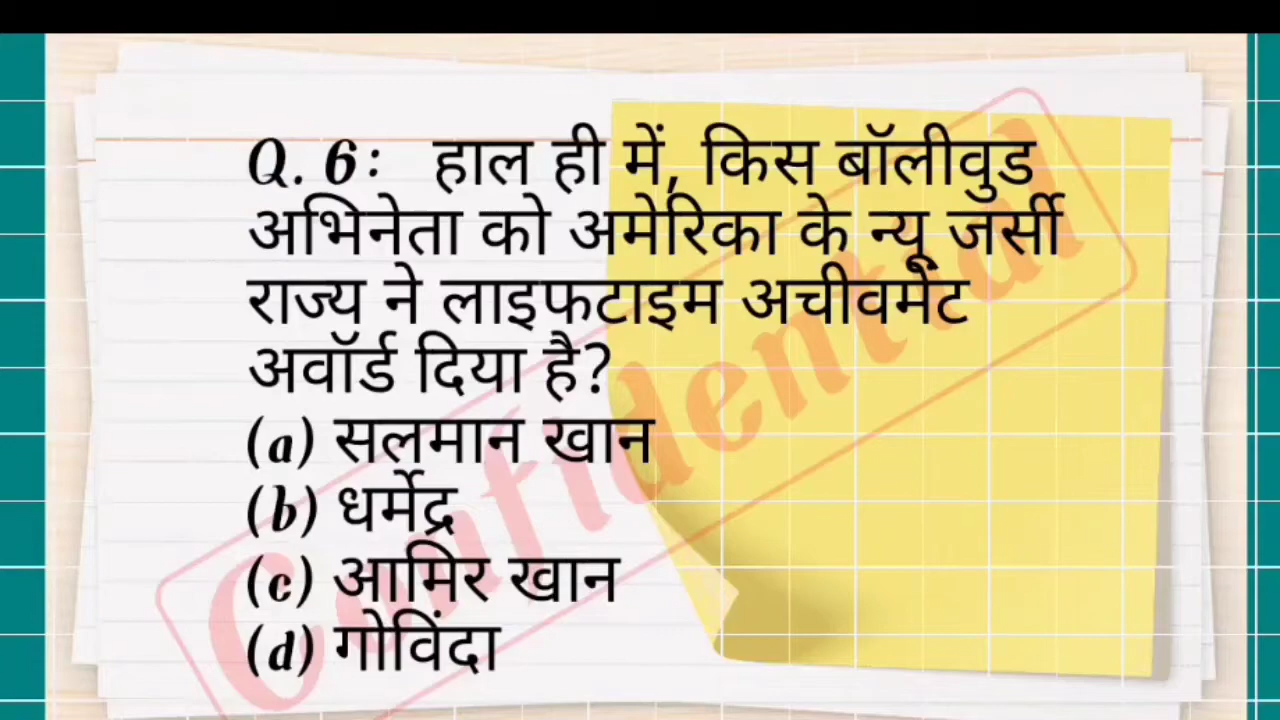 Q. 6: हाल ही में, किस बॉलीवुड
अभिनेता को अमेरिका के न्यू जर्सी
राज्य ने लाइफटाइम अचीवमेंट
अवॉर्ड दिया है?
(a) सलमान खान
(b) धर्मेंद्र
(c) आमिर खान
(d) गोविंदा
Confidential